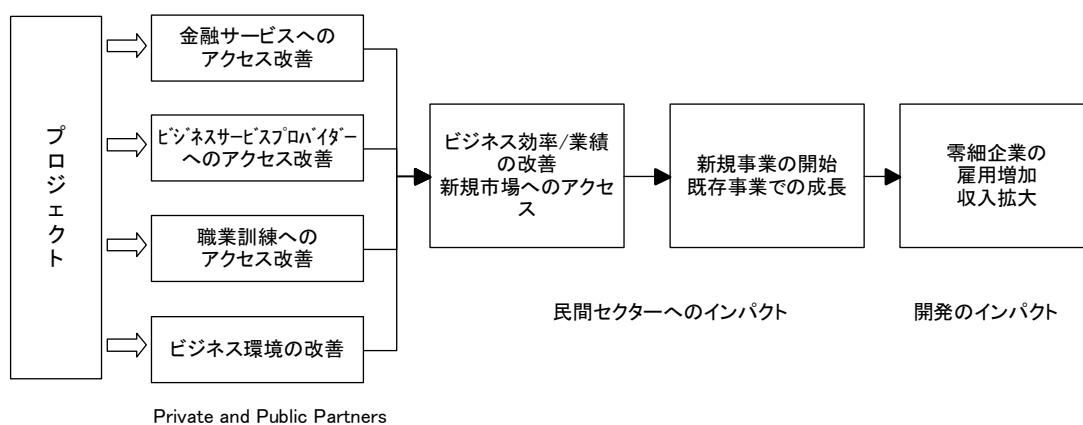 プロジェクト
金融サービスへの
アクセス改善
ビジネスサービスプロバイダー
へのアクセス改善
職業訓練への
アクセス改善
ビジネス環境の改善
Private and Public Partners
ビジネス効率/業績
の改善
新規市場へのアクセ
ス
新規事業の開始
既存事業での成長
民間セクターへのインパクト
零細企業の
雇用増加
収入拡大
開発のインパクト